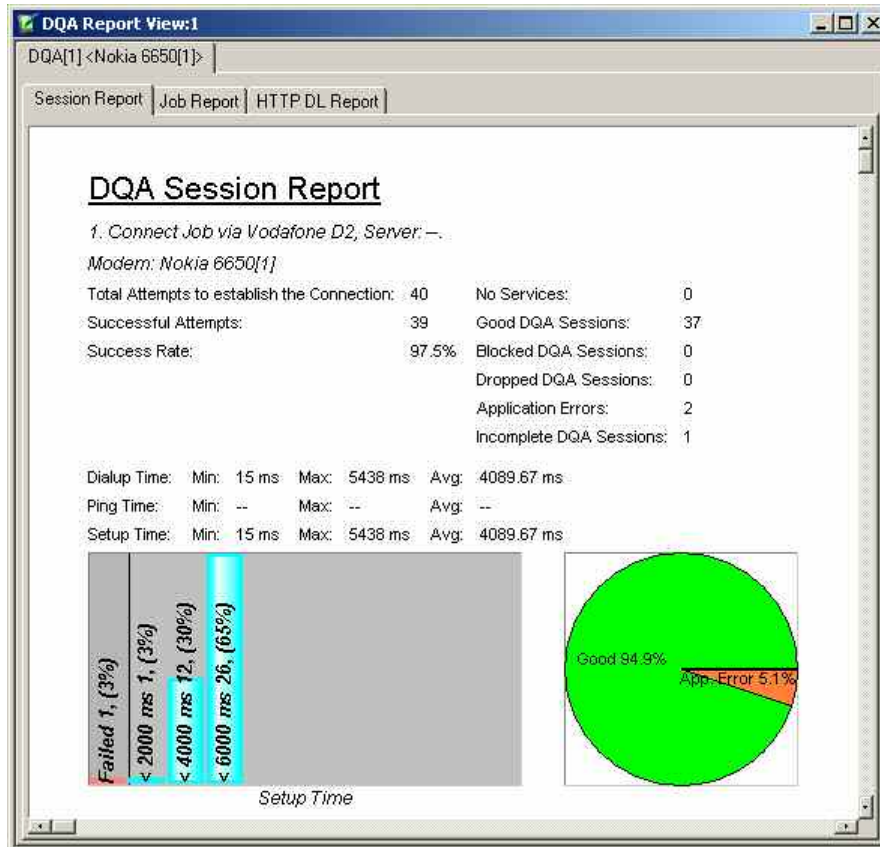 DQA Report View:1
DQA[1] <Nokia 6650[1]>
Session Report Job Report HTTP DL Report
DQA Session Report
1. Connect Job via Vodafone D2, Server: --.
Modem: Nokia 6650[1]
Total Attempts to establish the Connection: 40 No Services: 0
Successful Attempts: 39 Good DQA Sessions: 37
Success Rate: 97.5% Blocked DQA Sessions: 0
Dropped DQA Sessions: 0
Application Errors: 2
Incomplete DQA Sessions: 1
Dialup Time: Min: 15 ms Max: 5438 ms Avg: 4089.67 ms
Ping Time: Min: -- Max: -- Avg: --
Setup Time: Min: 15 ms Max: 5438 ms Avg: 4089.67 ms
Failed 1, (3%)
< 2000 ms 1, (3%)
< 4000 ms 12, (30%)
< 6000 ms 26, (65%)
Setup Time
Good 94.9%
App.-Error 5.1%